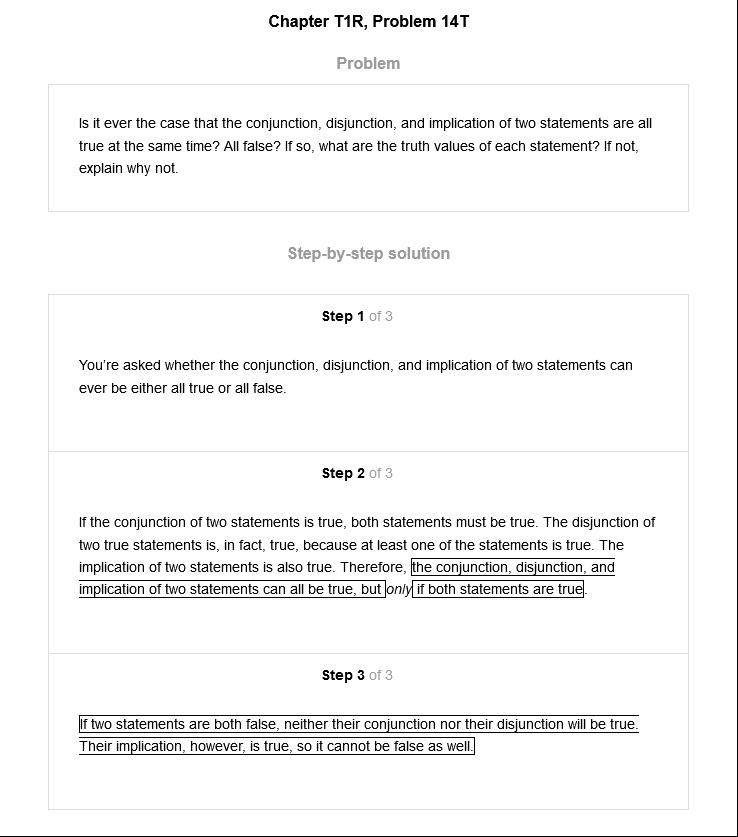 Chapter T1R, Problem 14T
Problem
Is it ever the case that the conjunction, disjunction, and implication of two statements are all
true at the same time? All false? If so, what are the truth values of each statement? If not,
explain why not.
Step-by-step solution
Step 1 of 3
You're asked whether the conjunction, disjunction, and implication of two statements can
ever be either all true or all false.
Step 2 of 3
If the conjunction of two statements is true, both statements must be true. The disjunction of
two true statements is, in fact, true, because at least one of the statements is true. The
implication of two statements is also true. Therefore, the conjunction, disjunction, and
implication of two statements can all be true, but only if both statements are true.
Step 3 of 3
If two statements are both false, neither their conjunction nor their disjunction will be true.
Their implication, however, is true, so it cannot be false as well.